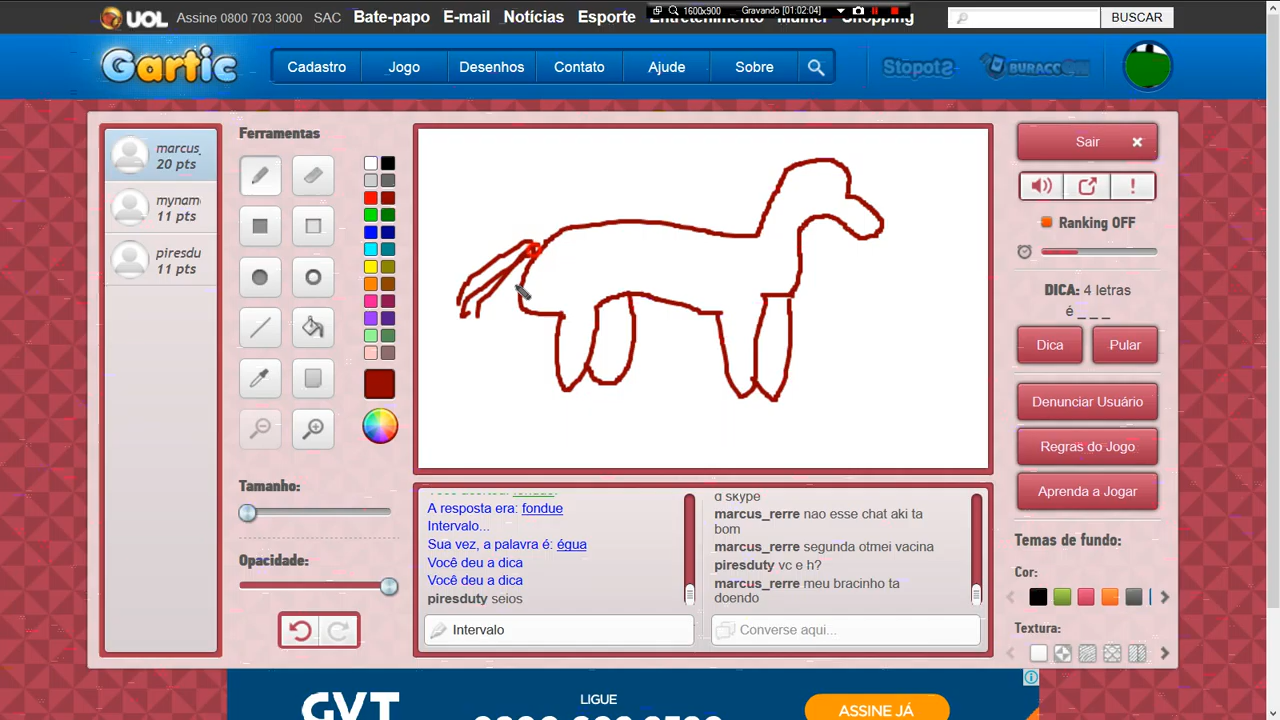 UOL Assine 0800 703 3000 SAC Bate-papo E-mail Notícias Esporte Entretenimento Mulher Shopping BUSCAR
1600x900 Gravando [01:02:04]
Gartic Cadastro Jogo Desenhos Contato Ajude Sobre StopotS
marcus_
20 pts
mynam
11 pts
piresdu
11 pts
Ferramentas
Tamanho:
Opacidade:
A resposta era: fondue
Intervalo...
Sua vez, a palavra é: égua
Você deu a dica
Você deu a dica
piresduty seios
Intervalo
d skype
marcus_rerre nao esse chat aki ta
bom
marcus_rerre segunda otmei vacina
piresduty vc e h?
marcus_rerre meu bracinho ta
doendo
Converse aqui...
Sair
Ranking OFF
DICA: 4 letras
é _ _ _
Dica Pular
Denunciar Usuário
Regras do Jogo
Aprenda a Jogar
Temas de fundo:
Cor:
Textura:
GVT
LIGUE
ASSINE JÁ